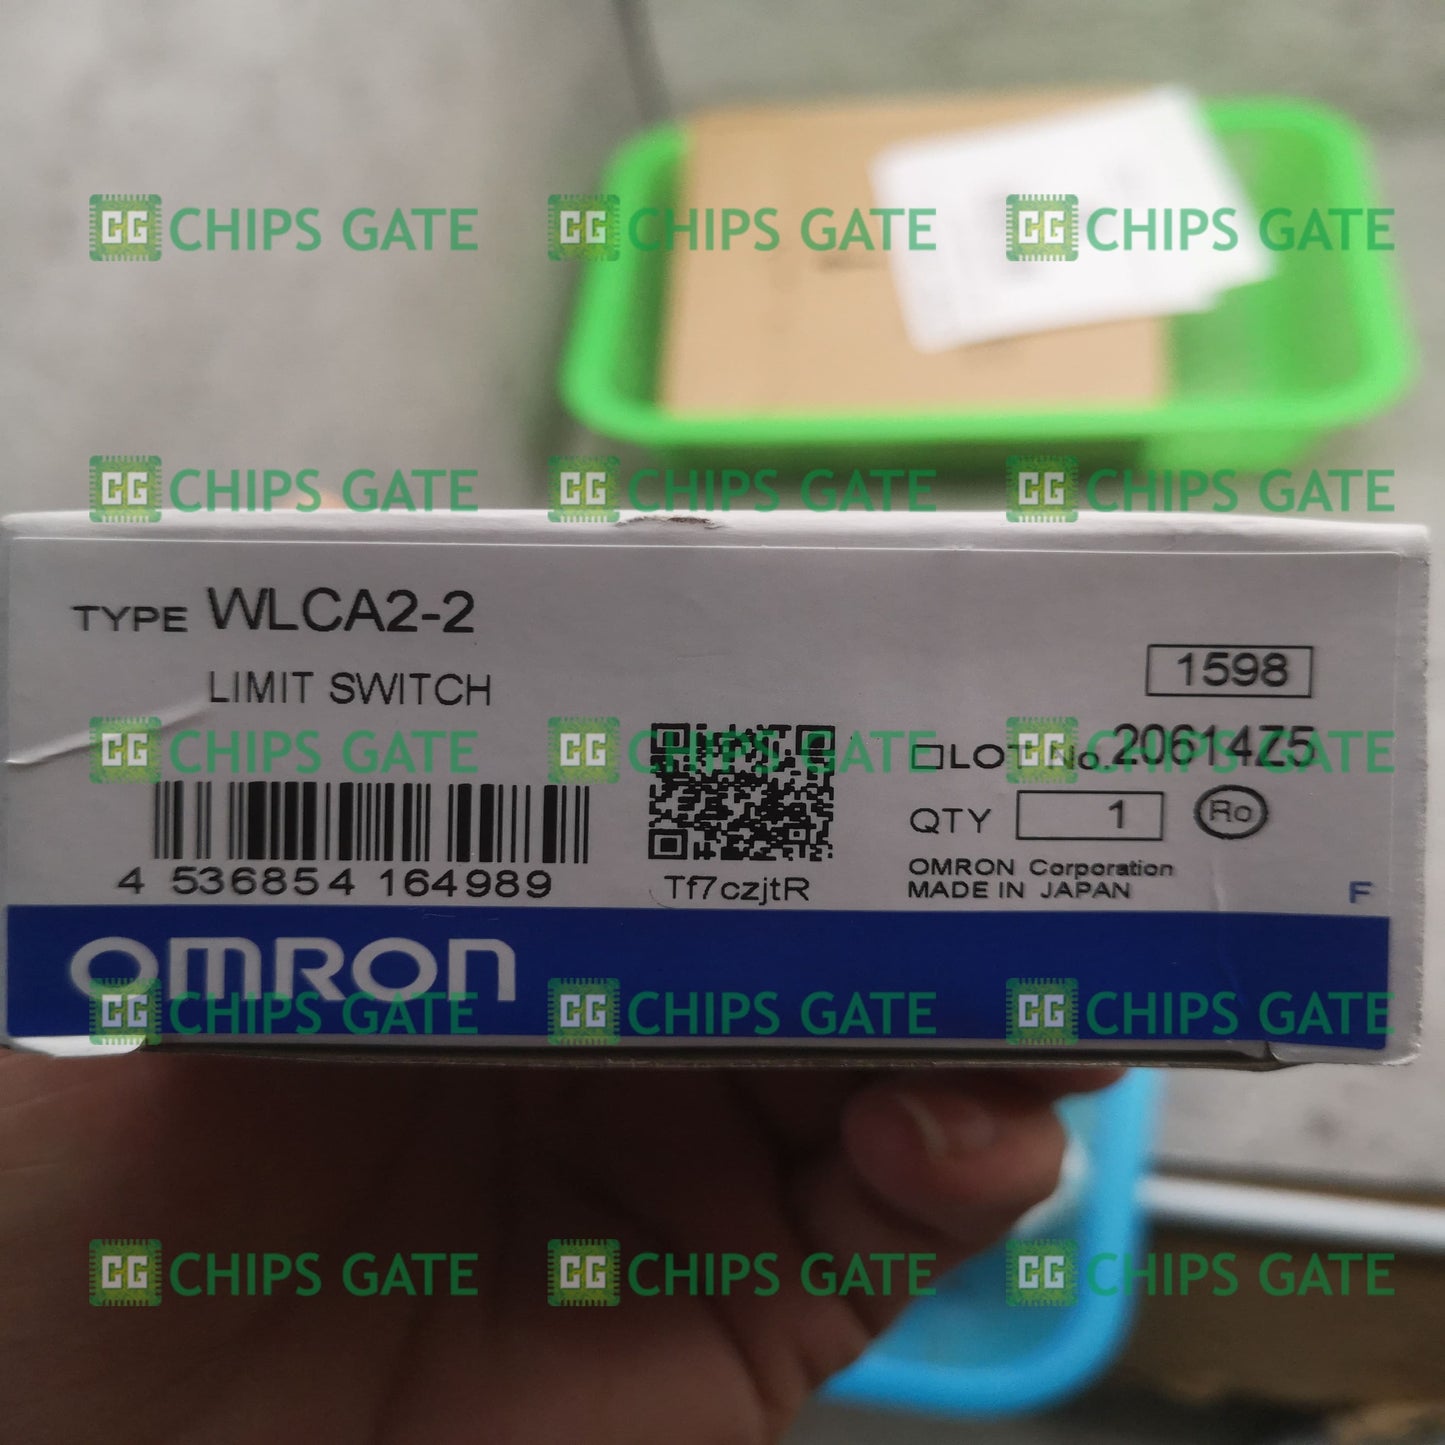 CG CHIPS GATE CG CHIPS GATE CG CHIPS GATE
CG CHIPS GATE CG CHIPS GATE CG CHIPS GATE
TYPE WLCA2-2
LIMIT SWITCH
1598
CG CHIPS GATE CG CHIPS GATE CG CHIPS GATE
LOT No. 20614Z5
QTY 1 Ro
4 536854 164989
Tf7czjtR
OMRON Corporation
MADE IN JAPAN
F
OMRON
CG CHIPS GATE CG CHIPS GATE CG CHIPS GATE
CG CHIPS GATE CG CHIPS GATE CG CHIPS GATE